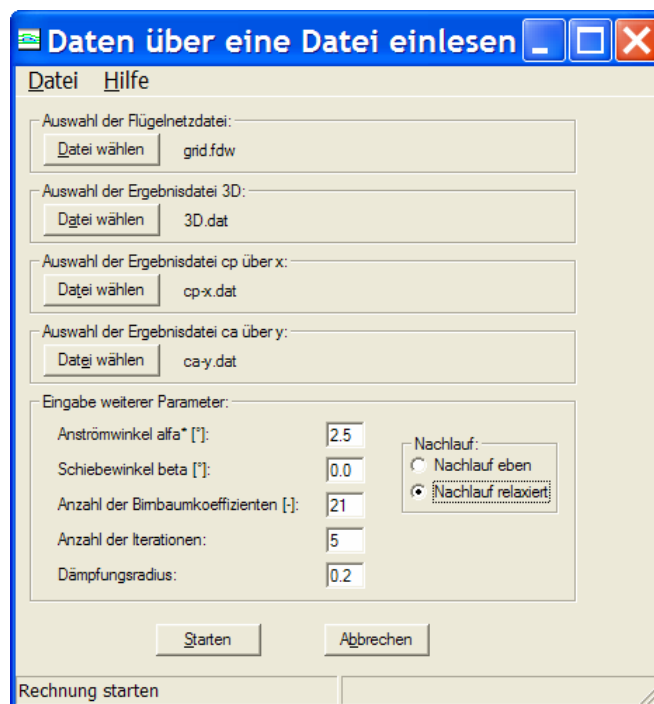 Daten über eine Datei einlesen
Datei Hilfe
Auswahl der Flügelnetzdatei:
Datei wählen grid.fdw
Auswahl der Ergebnisdatei 3D:
Datei wählen 3D.dat
Auswahl der Ergebnisdatei cp über x:
Datei wählen cp-x.dat
Auswahl der Ergebnisdatei ca über y:
Datei wählen ca-y.dat
Eingabe weiterer Parameter:
Anströmwinkel alfa* [°]: 2.5
Schiebewinkel beta [°]: 0.0
Anzahl der Birnbaumkoeffizienten [-]: 21
Anzahl der Iterationen: 5
Dämpfungsradius: 0.2
Nachlauf:
Nachlauf eben
Nachlauf relaxiert
Starten Abbrechen
Rechnung starten